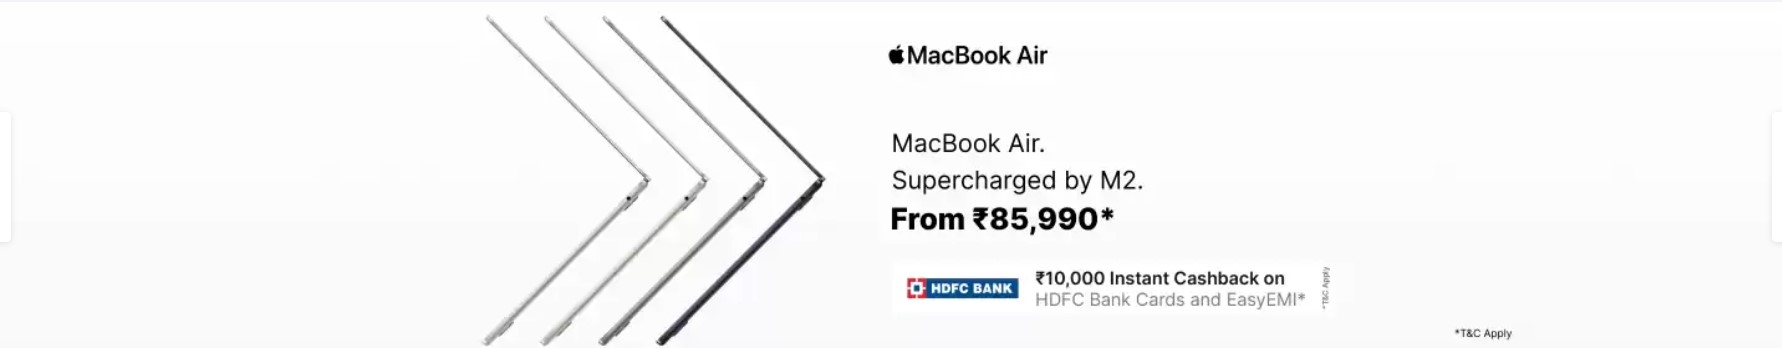 MacBook Air
MacBook Air.
Supercharged by M2.
From ₹85,990*
HDFC BANK
₹10,000 Instant Cashback on
HDFC Bank Cards and EasyEMI*
*T&C Apply
*T&C Apply